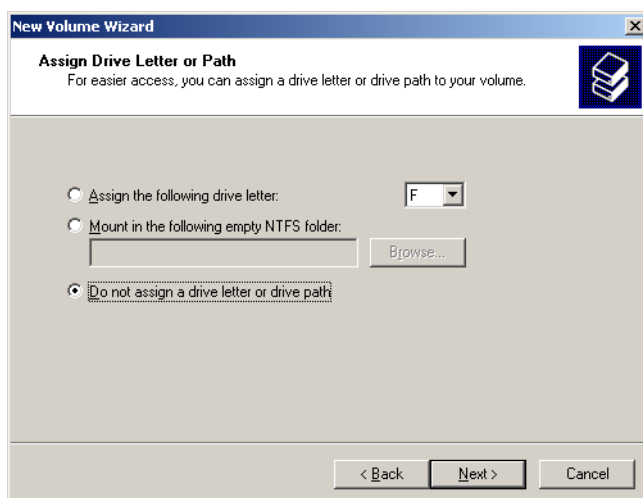 New Volume Wizard
Assign Drive Letter or Path
For easier access, you can assign a drive letter or drive path to your volume.
Assign the following drive letter:
F
Mount in the following empty NTFS folder:
Browse...
Do not assign a drive letter or drive path
< Back
Next >
Cancel